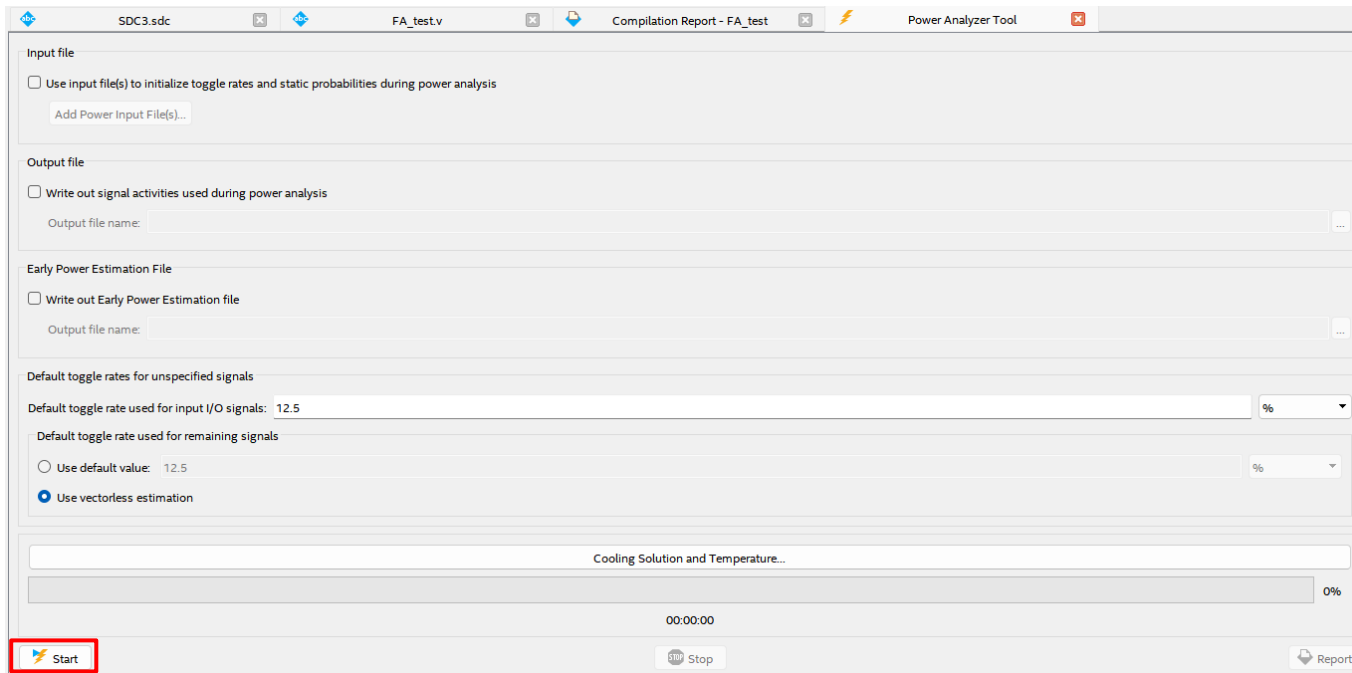 SDC3.sdc FA_test.v Compilation Report - FA_test Power Analyzer Tool
Input file
Use input file(s) to initialize toggle rates and static probabilities during power analysis
Add Power Input File(s)...
Output file
Write out signal activities used during power analysis
Output file name: ...
Early Power Estimation File
Write out Early Power Estimation file
Output file name: ...
Default toggle rates for unspecified signals
Default toggle rate used for input I/O signals: 12.5 %
Default toggle rate used for remaining signals
Use default value: 12.5 %
Use vectorless estimation
Cooling Solution and Temperature...
0%
00:00:00
Start STOP Stop Report